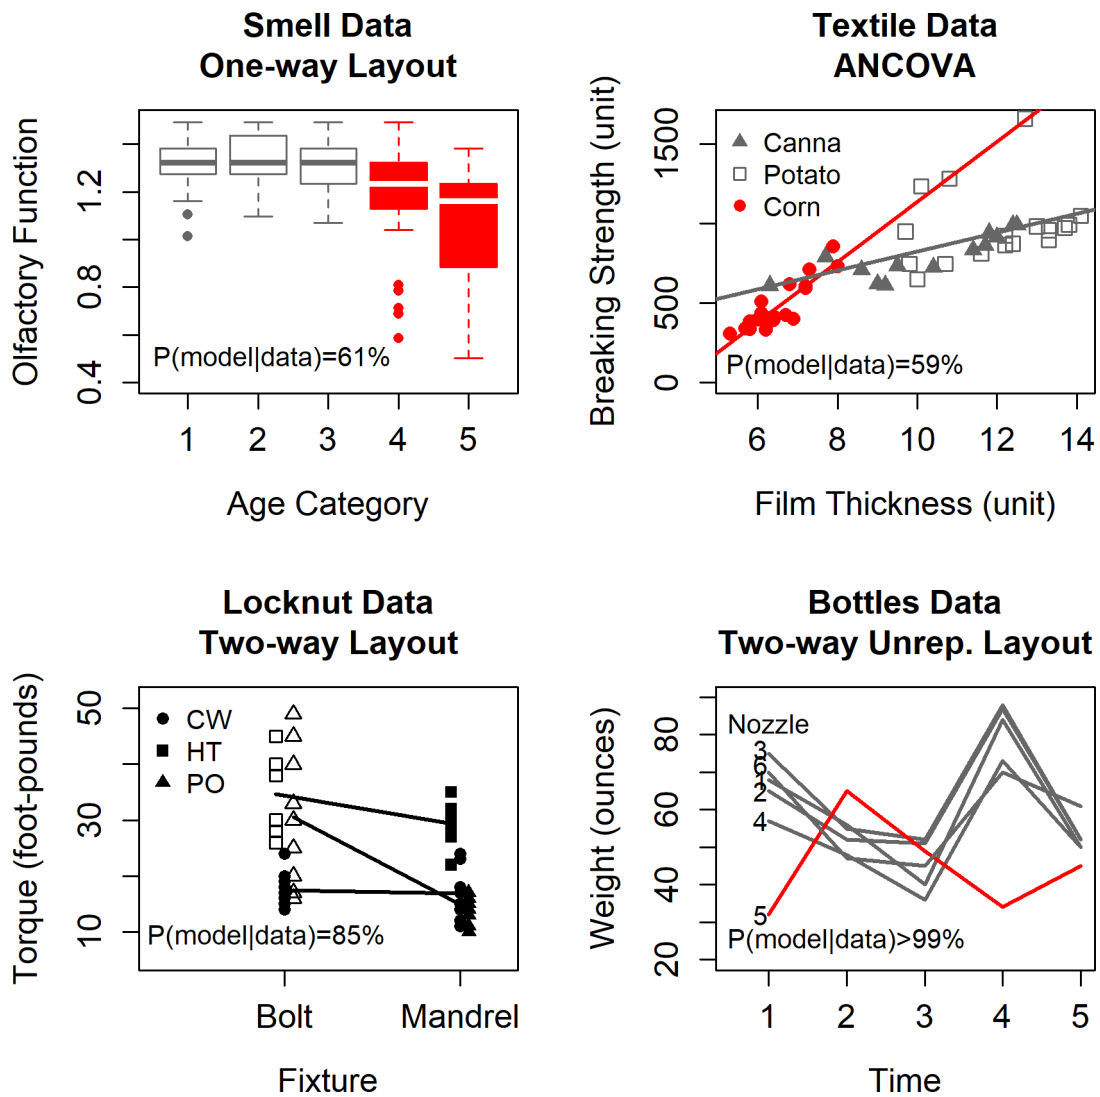 Smell Data
One-way Layout
Olfactory Function
0.4
0.8
1.2
P(model|data)=61%
1 2 3 4 5
Age Category
Textile Data
ANCOVA
Breaking Strength (unit)
0
500
1500
Canna
Potato
Corn
P(model|data)=59%
6 8 10 12 14
Film Thickness (unit)
Locknut Data
Two-way Layout
Torque (foot-pounds)
10
30
50
CW
HT
PO
P(model|data)=85%
Bolt Mandrel
Fixture
Bottles Data
Two-way Unrep. Layout
Weight (ounces)
20
40
60
80
Nozzle
3
6
1
2
4
5
P(model|data)>99%
1 2 3 4 5
Time